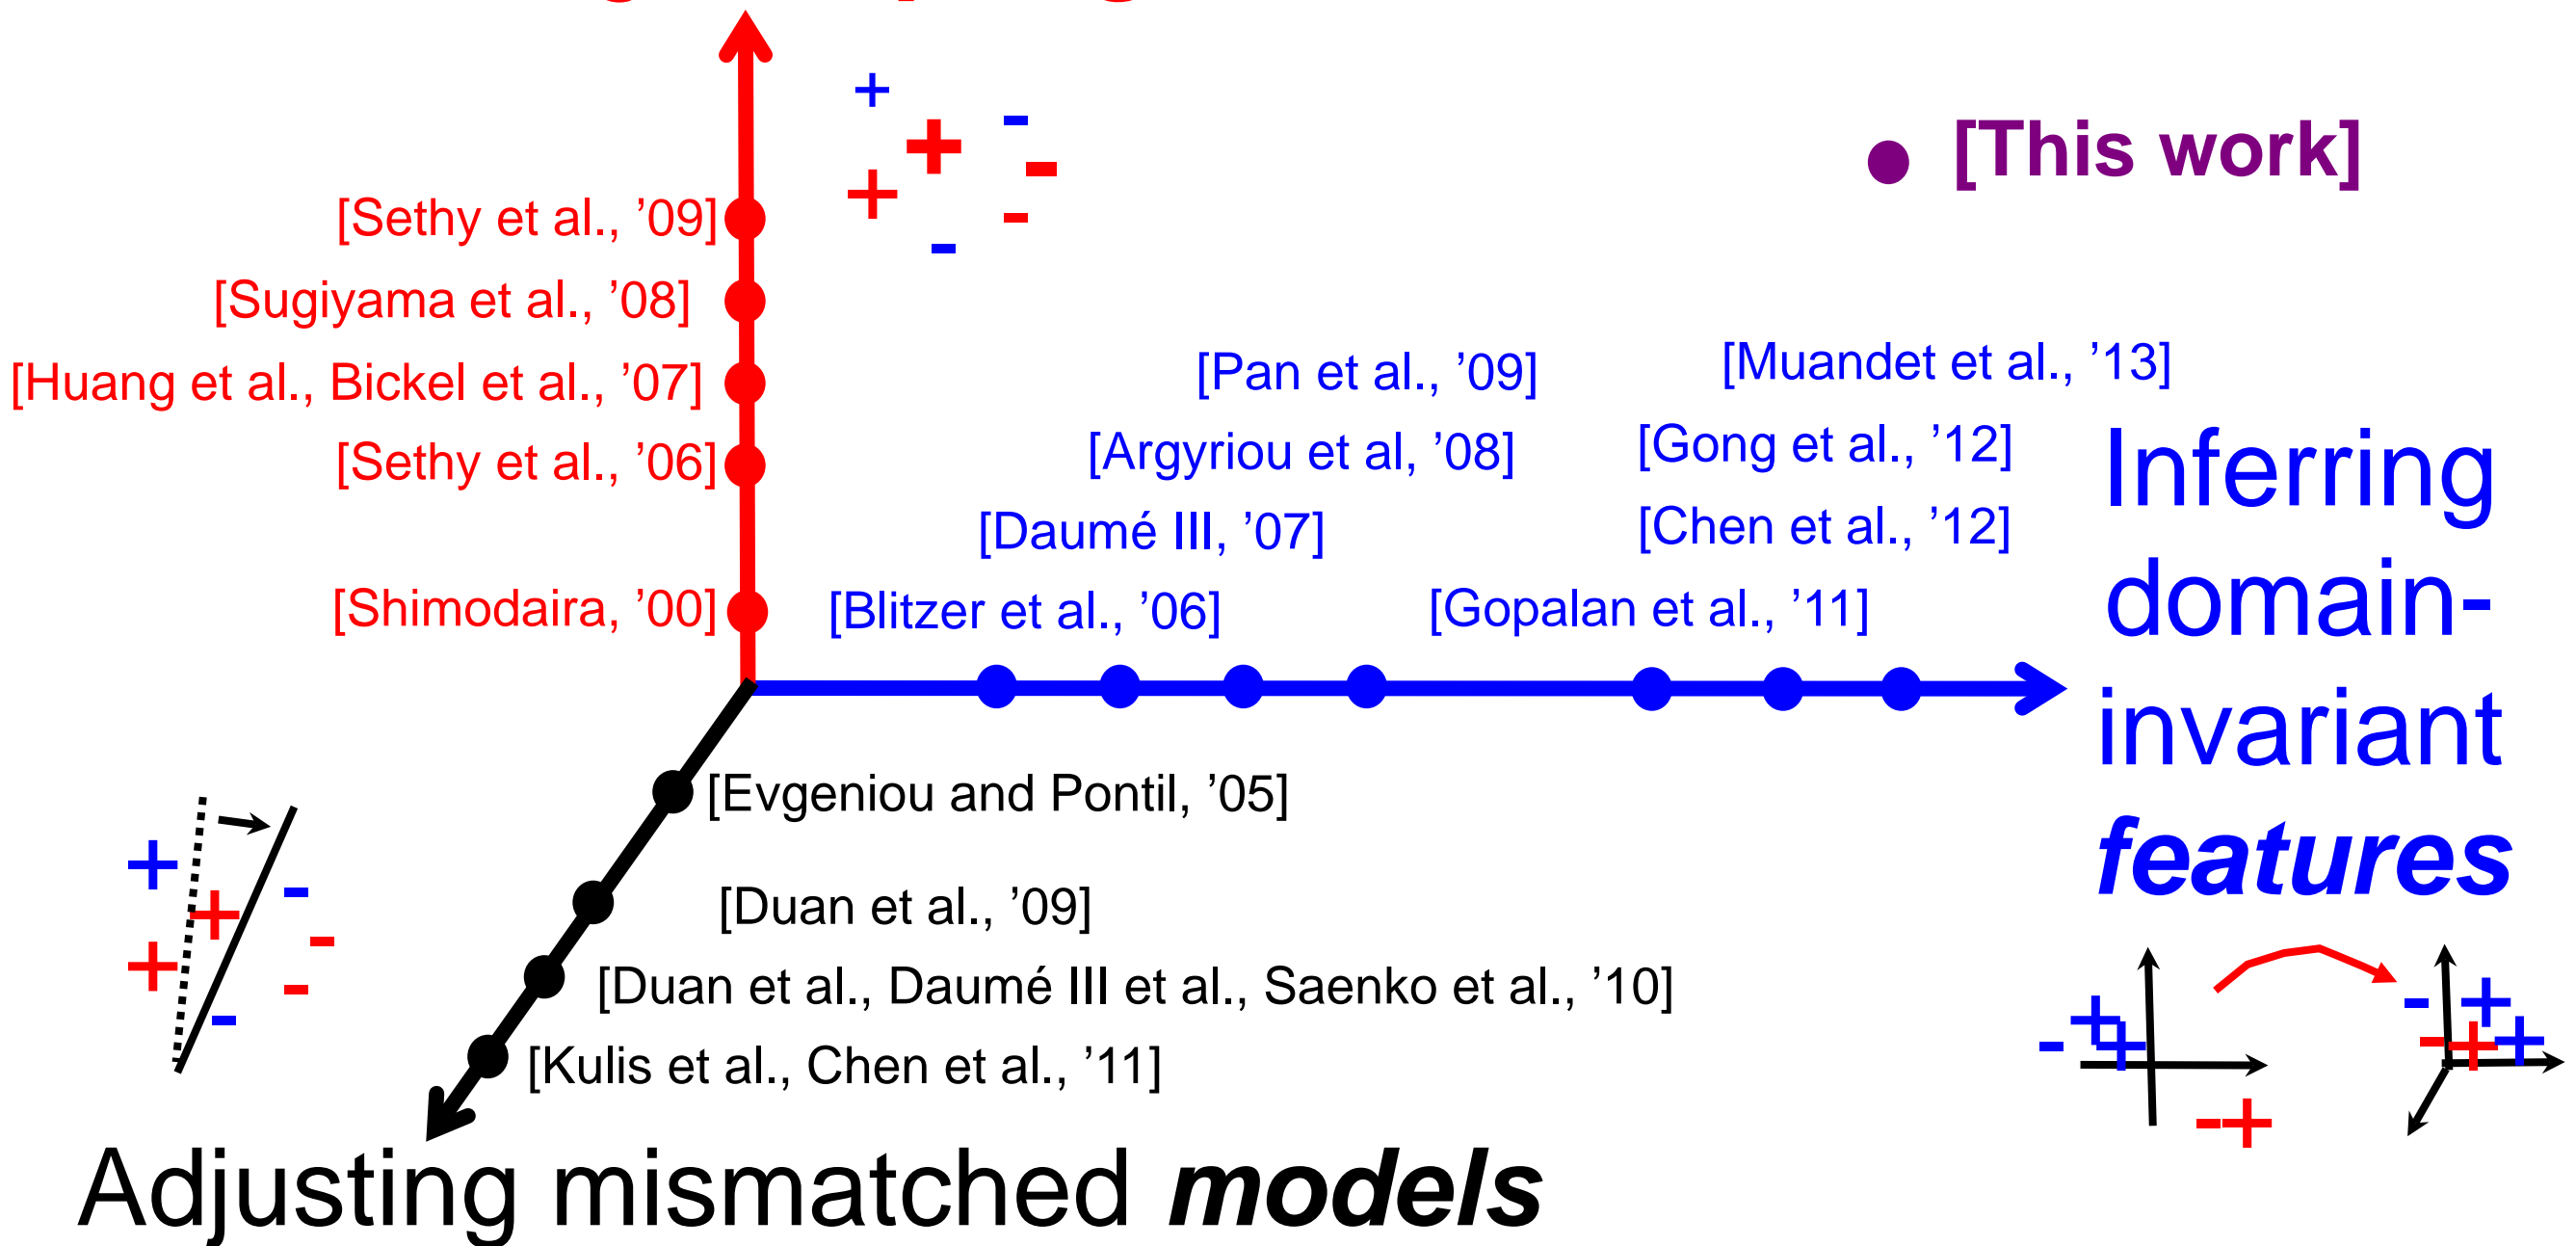 [This work]
[Sethy et al., ’09]
[Sugiyama et al., ’08]
[Huang et al., Bickel et al., ’07]
[Sethy et al., ’06]
[Shimodaira, ’00]
[Pan et al., ’09]
[Muandet et al., ’13]
[Argyriou et al, ’08]
[Gong et al., ’12]
[Daumé III, ’07]
[Chen et al., ’12]
[Blitzer et al., ’06]
[Gopalan et al., ’11]
Inferring
domain-
invariant
features
[Evgeniou and Pontil, ’05]
[Duan et al., ’09]
[Duan et al., Daumé III et al., Saenko et al., ’10]
[Kulis et al., Chen et al., ’11]
Adjusting mismatched models